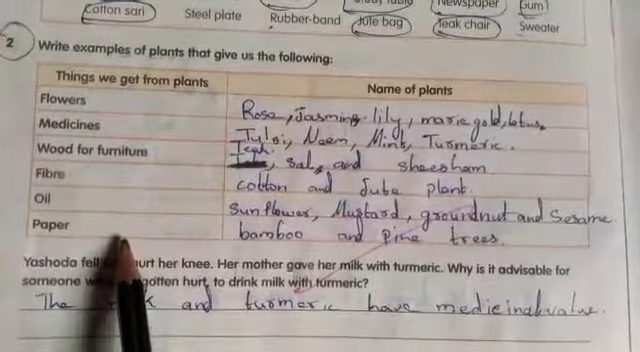 Newspaper Gum
Cotton sari Steel plate Rubber-band Jute bag Teak chair Sweater
2 Write examples of plants that give us the following:
Things we get from plants Name of plants
Flowers Rose, Jasmine lily, marie gold, lotus,
Medicines Tulsi, Neem, Mint, Turmeric.
Wood for furniture Teak, sal, and sheesham
Fibre cotton and Jute plant.
Oil Sunflower, Mustard, groundnut and Sesame.
Paper bamboo and pine trees.
Yashoda fell hurt her knee. Her mother gave her milk with turmeric. Why is it advisable for
someone gotten hurt, to drink milk with turmeric?
The and turmeric have medicinal value.